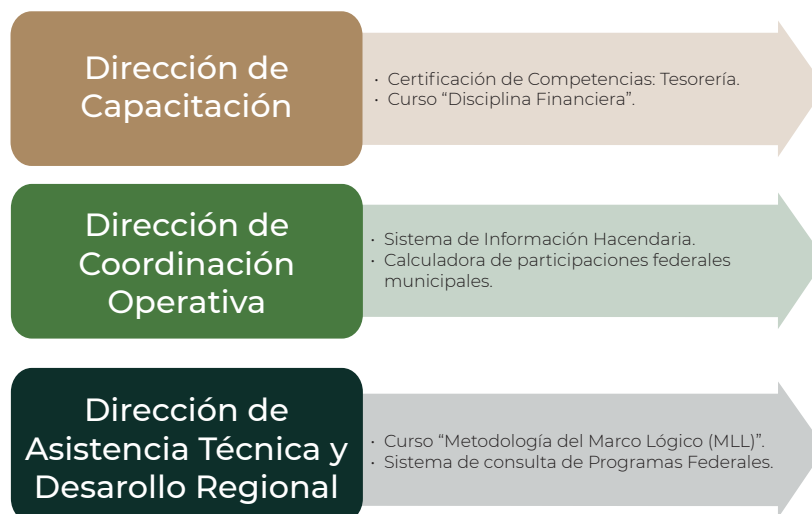 Dirección de
Capacitación
· Certificación de Competencias: Tesorería.
· Curso “Disciplina Financiera”.
Dirección de
Coordinación
Operativa
· Sistema de Información Hacendaria.
· Calculadora de participaciones federales
municipales.
Dirección de
Asistencia Técnica y
Desarollo Regional
· Curso “Metodología del Marco Lógico (MLL)”.
· Sistema de consulta de Programas Federales.